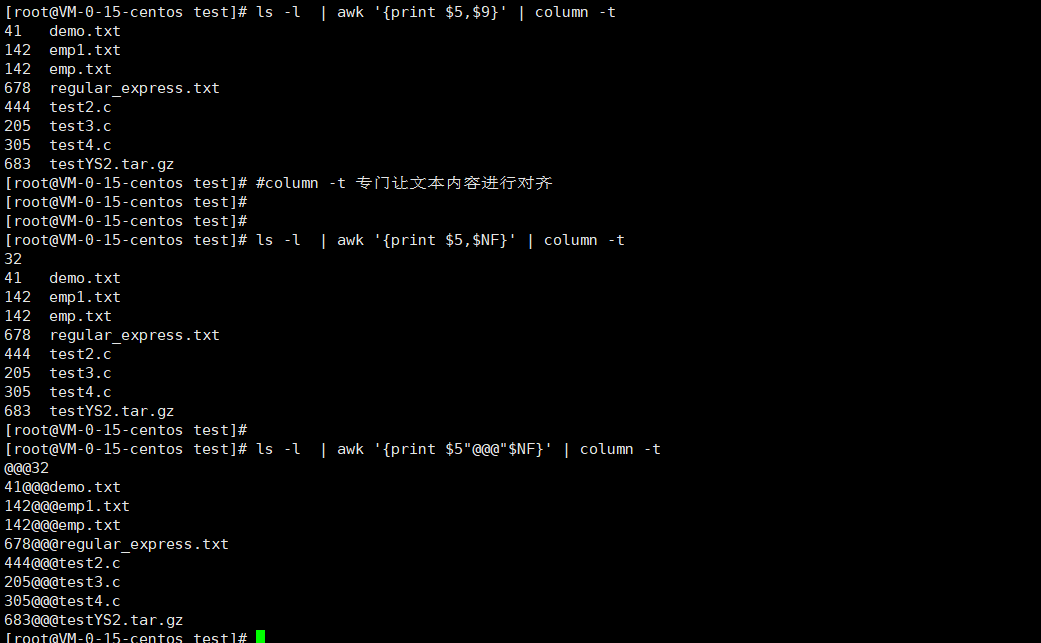 [root@VM-0-15-centos test]# ls -l  | awk '{print $5,$9}' | column -t
41   demo.txt
142  emp1.txt
142  emp.txt
678  regular_express.txt
444  test2.c
205  test3.c
305  test4.c
683  testYS2.tar.gz
[root@VM-0-15-centos test]# #column -t 专门让文本内容进行对齐
[root@VM-0-15-centos test]#
[root@VM-0-15-centos test]#
[root@VM-0-15-centos test]# ls -l  | awk '{print $5,$NF}' | column -t
32
41   demo.txt
142  emp1.txt
142  emp.txt
678  regular_express.txt
444  test2.c
205  test3.c
305  test4.c
683  testYS2.tar.gz
[root@VM-0-15-centos test]#
[root@VM-0-15-centos test]# ls -l  | awk '{print $5"@@@"$NF}' | column -t
@@@32
41@@@demo.txt
142@@@emp1.txt
142@@@emp.txt
678@@@regular_express.txt
444@@@test2.c
205@@@test3.c
305@@@test4.c
683@@@testYS2.tar.gz
[root@VM-0-15-centos test]#